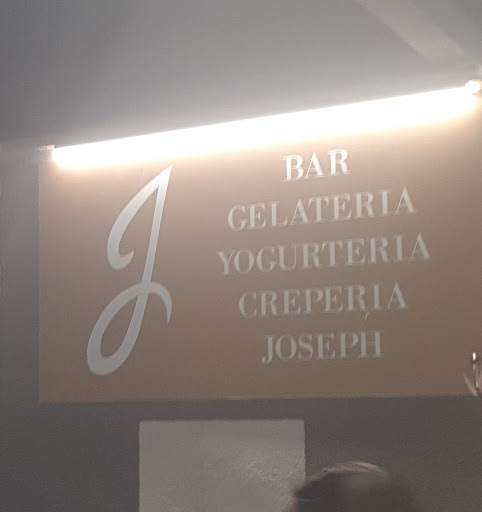 J
BAR
GELATERIA
YOGURTERIA
CREPERIA
JOSEPH